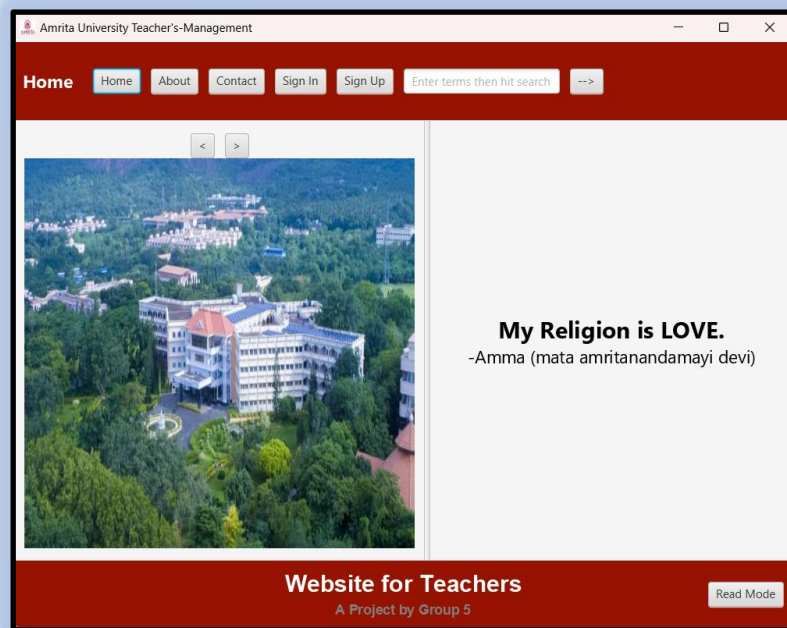 Amrita University Teacher's-Management
Home Home About Contact Sign In Sign Up Enter terms then hit search -->
< >
My Religion is LOVE.
-Amma (mata amritanandamayi devi)
Website for Teachers
A Project by Group 5
Read Mode